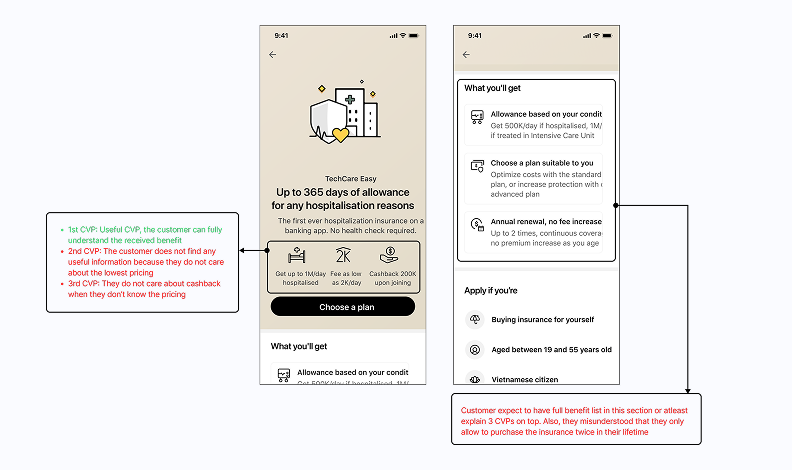 9:41
TechCare Easy
Up to 365 days of allowance
for any hospitalisation reasons
The first ever hospitalization insurance on a
banking app. No health check required.
Get up to 1M/day
hospitalised
Fee as low
as 2K/day
Cashback 200K
upon joining
Choose a plan
What you'll get
Allowance based on your condit
Get 500K/day if hospitalised, 1M/
• 1st CVP: Useful CVP, the customer can fully
understand the received benefit
• 2nd CVP: The customer does not find any
useful information because they do not care
about the lowest pricing
• 3rd CVP: They do not care about cashback
when they don't know the pricing
9:41
What you'll get
Allowance based on your condit
Get 500K/day if hospitalised, 1M/
if treated in Intensive Care Unit
Choose a plan suitable to you
Optimize costs with the standard
plan, or increase protection with
advanced plan
Annual renewal, no fee increase
Up to 2 times, continuous covera
no premium increase as you age
Apply if you're
Buying insurance for yourself
Aged between 19 and 55 years old
Vietnamese citizen
Customer expect to have full benefit list in this section or atleast
explain 3 CVPs on top. Also, they misunderstood that they only
allow to purchase the insurance twice in their lifetime